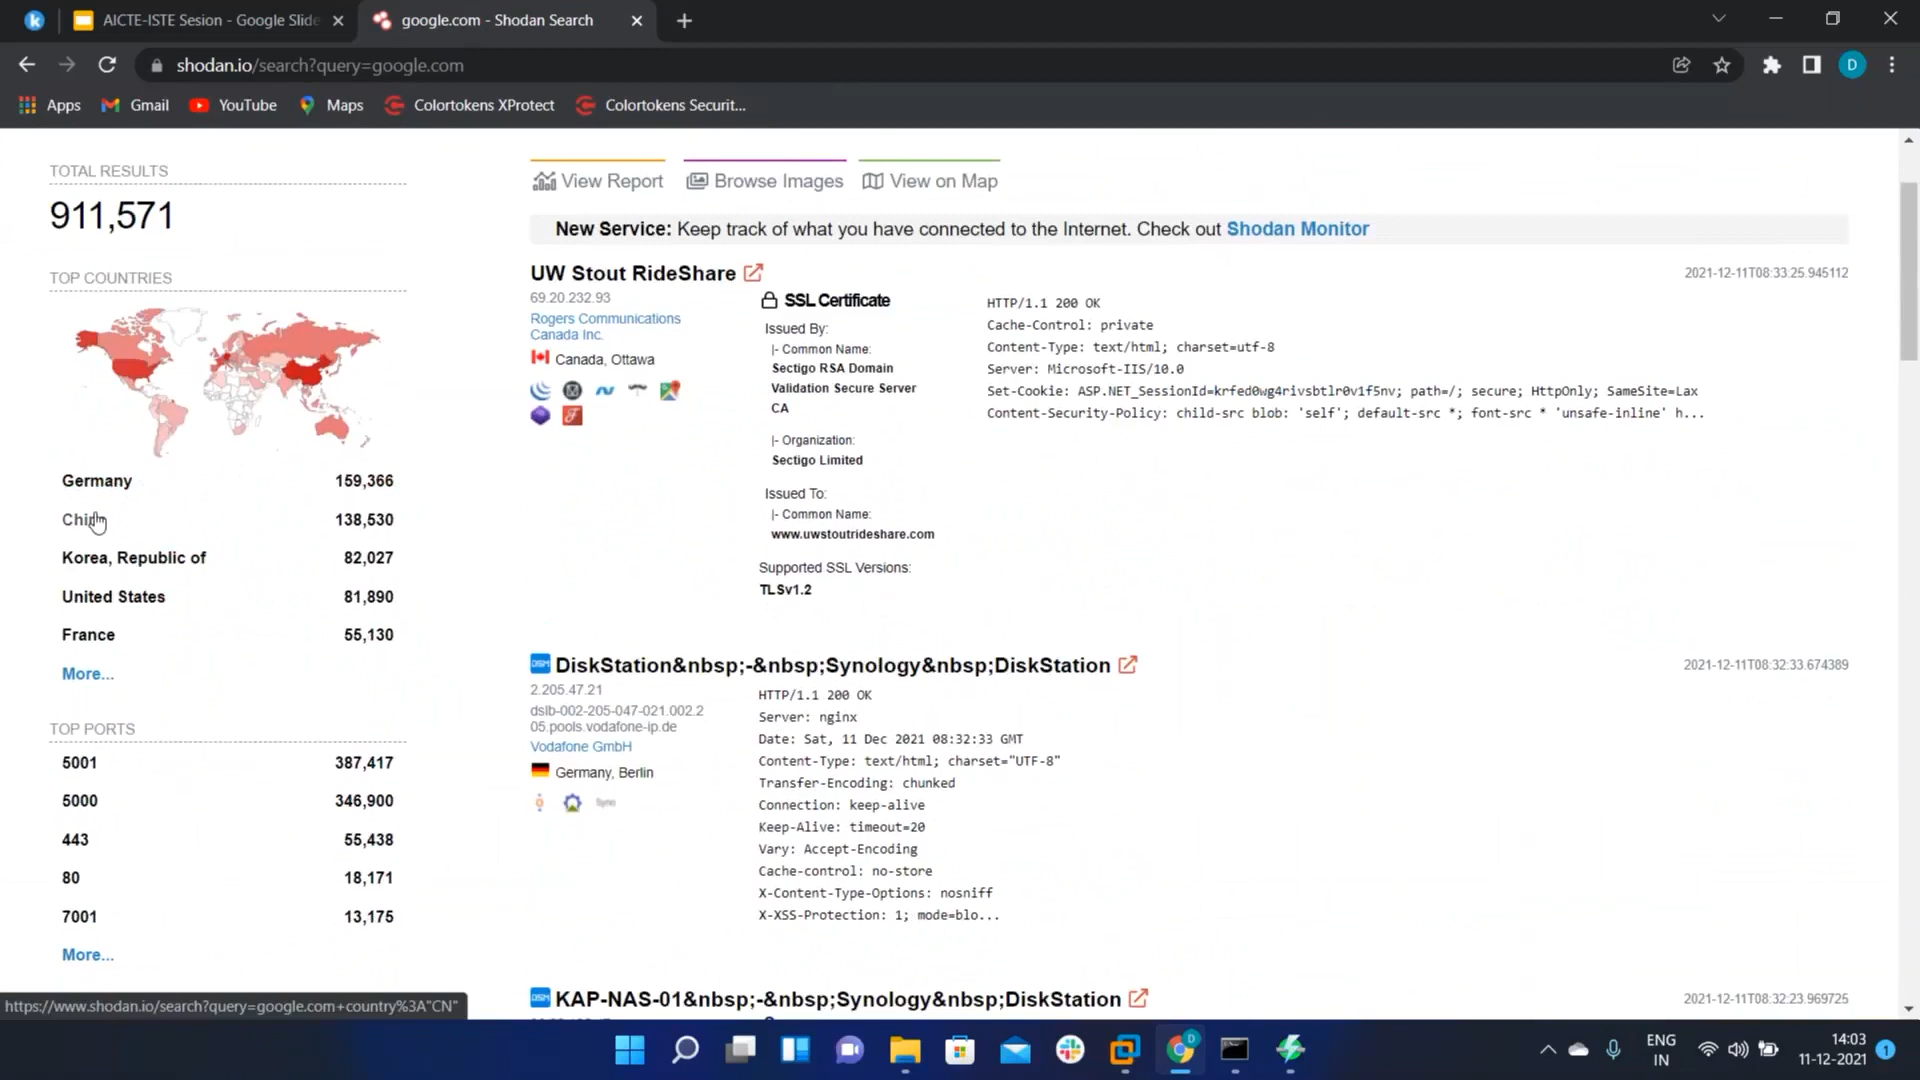 AICTE-ISTE Sesion - Google Slide
google.com - Shodan Search
shodan.io/search?query=google.com
D
Apps
Gmail
YouTube
Maps
Colortokens XProtect
Colortokens Securit...
TOTAL RESULTS
911,571
TOP COUNTRIES
Germany 159,366
138,530
Korea, Republic of 82,027
United States 81,890
France 55,130
More...
TOP PORTS
5001 387,417
5000 346,900
443 55,438
80 18,171
7001 13,175
More...
https://www.shodan.io/search?query=google.com+country%3A"CN"
View Report
Browse Images
View on Map
New Service: Keep track of what you have connected to the Internet. Check out Shodan Monitor
UW Stout RideShare
2021-12-11T08:33:25.945112
69.20.232.93
Rogers Communications
Canada Inc.
Canada, Ottawa
SSL Certificate
Issued By:
|- Common Name:
Sectigo RSA Domain
Validation Secure Server
CA
|- Organization:
Sectigo Limited
Issued To:
|- Common Name:
www.uwstoutrideshare.com
Supported SSL Versions:
TLSv1.2
HTTP/1.1 200 OK
Cache-Control: private
Content-Type: text/html; charset=utf-8
Server: Microsoft-IIS/10.0
Set-Cookie: ASP.NET_SessionId=krfed0wg4rivsbtlr0v1f5nv; path=/; secure; HttpOnly; SameSite=Lax
Content-Security-Policy: child-src blob: 'self'; default-src *; font-src * 'unsafe-inline' h...
DiskStation&nbsp;-&nbsp;Synology&nbsp;DiskStation
2021-12-11T08:32:33.674389
2.205.47.21
dslb-002-205-047-021.002.2
05.pools.vodafone-ip.de
Vodafone GmbH
Germany, Berlin
HTTP/1.1 200 OK
Server: nginx
Date: Sat, 11 Dec 2021 08:32:33 GMT
Content-Type: text/html; charset="UTF-8"
Transfer-Encoding: chunked
Connection: keep-alive
Keep-Alive: timeout=20
Vary: Accept-Encoding
Cache-control: no-store
X-Content-Type-Options: nosniff
X-XSS-Protection: 1; mode=blo...
KAP-NAS-01&nbsp;-&nbsp;Synology&nbsp;DiskStation
2021-12-11T08:32:23.969725
ENG
IN
14:03
11-12-2021
1